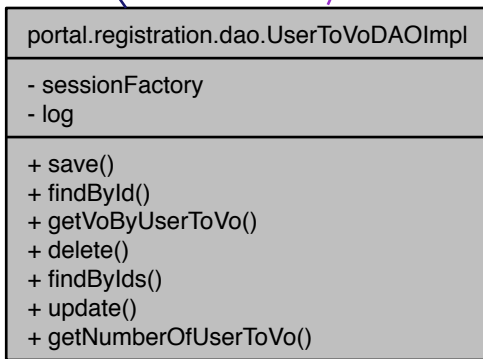 portal.registration.dao.UserToVoDAOImpl
- sessionFactory
- log
+ save()
+ findById()
+ getVoByUserToVo()
+ delete()
+ findByIds()
+ update()
+ getNumberOfUserToVo()